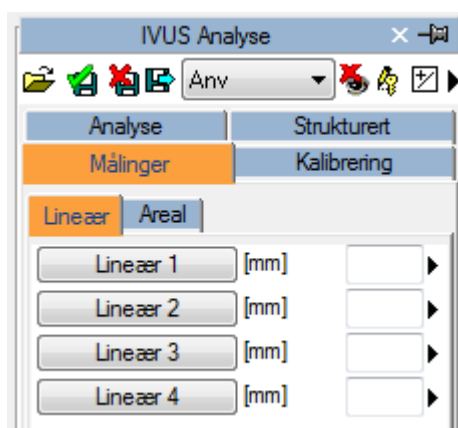 IVUS Analyse
Anv
Analyse Strukturert
Målinger Kalibrering
Lineær Areal
Lineær 1 [mm]
Lineær 2 [mm]
Lineær 3 [mm]
Lineær 4 [mm]